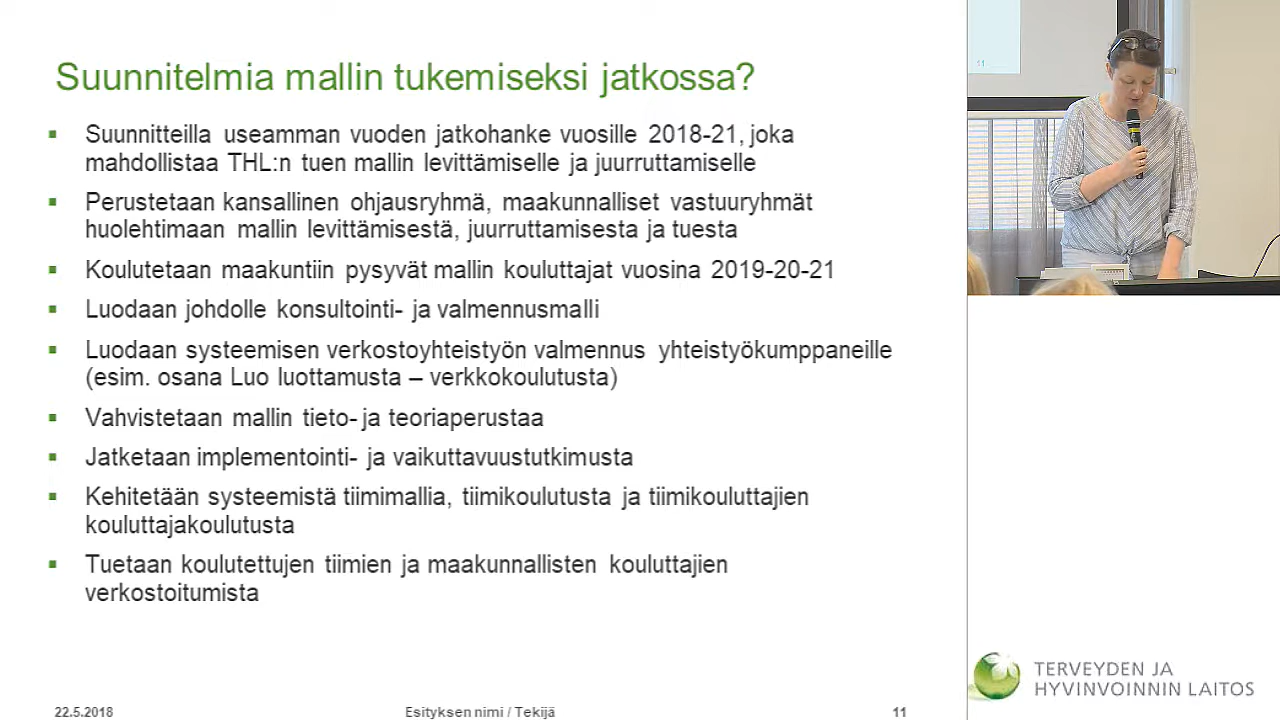 Suunnitelmia mallin tukemiseksi jatkossa?
▪ Suunnitteilla useamman vuoden jatkohanke vuosille 2018-21, joka
mahdollistaa THL:n tuen mallin levittämiselle ja juurruttamiselle
▪ Perustetaan kansallinen ohjausryhmä, maakunnalliset vastuuryhmät
huolehtimaan mallin levittämisestä, juurruttamisesta ja tuesta
▪ Koulutetaan maakuntiin pysyvät mallin kouluttajat vuosina 2019-20-21
▪ Luodaan johdolle konsultointi- ja valmennusmalli
▪ Luodaan systeemisen verkostoyhteistyön valmennus yhteistyökumppaneille
(esim. osana Luo luottamusta – verkkokoulutusta)
▪ Vahvistetaan mallin tieto- ja teoriaperustaa
▪ Jatketaan implementointi- ja vaikuttavuustutkimusta
▪ Kehitetään systeemistä tiimimallia, tiimikoulutusta ja tiimikouluttajien
kouluttajakoulutusta
▪ Tuetaan koulutettujen tiimien ja maakunnallisten kouluttajien
verkostoitumista
22.5.2018
Esityksen nimi / Tekijä
11
11
TERVEYDEN JA
HYVINVOINNIN LAITOS